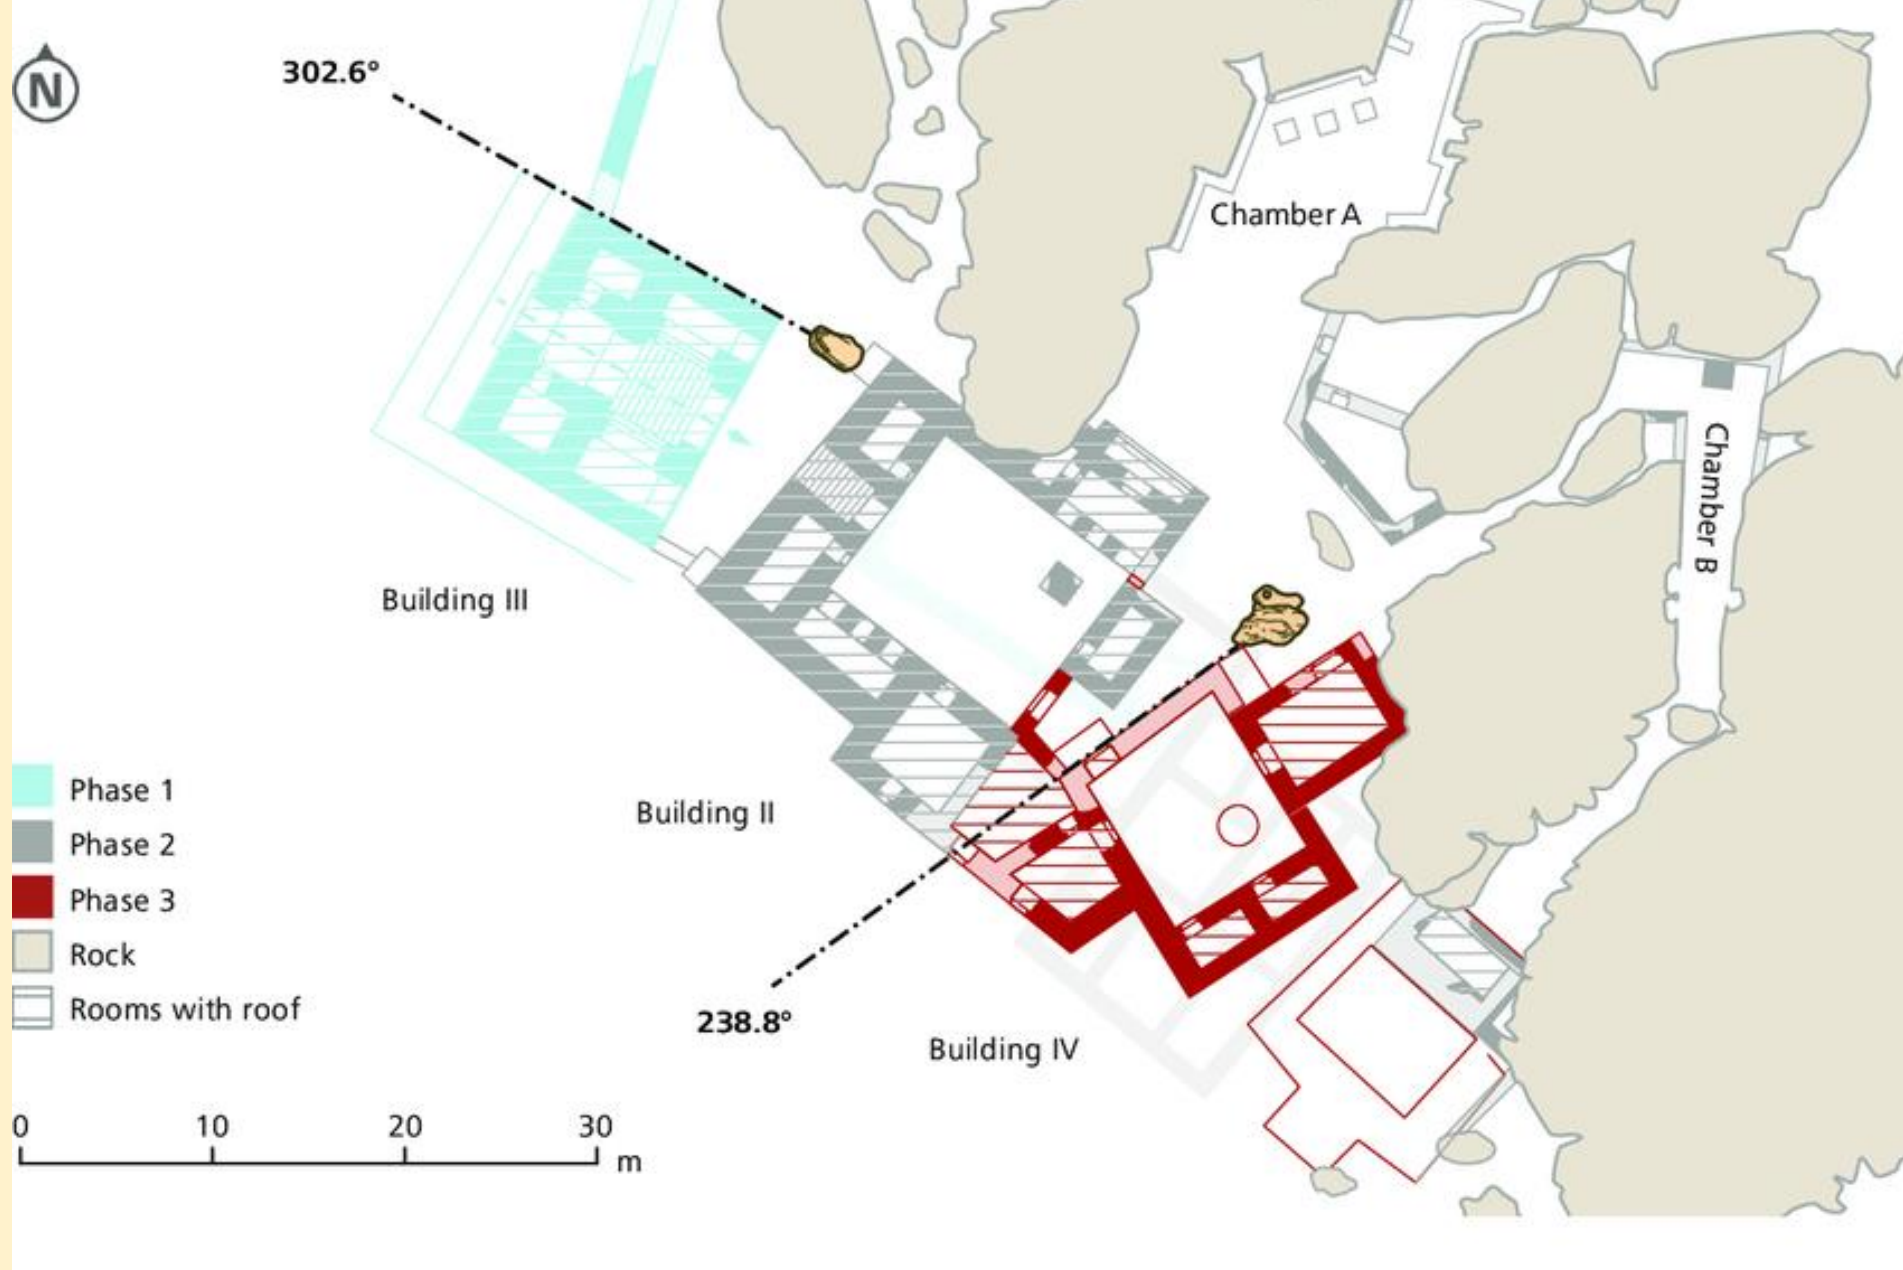 N
302.6°
Chamber A
Chamber B
Building III
Building II
238.8°
Building IV
Phase 1
Phase 2
Phase 3
Rock
Rooms with roof
0 10 20 30
m